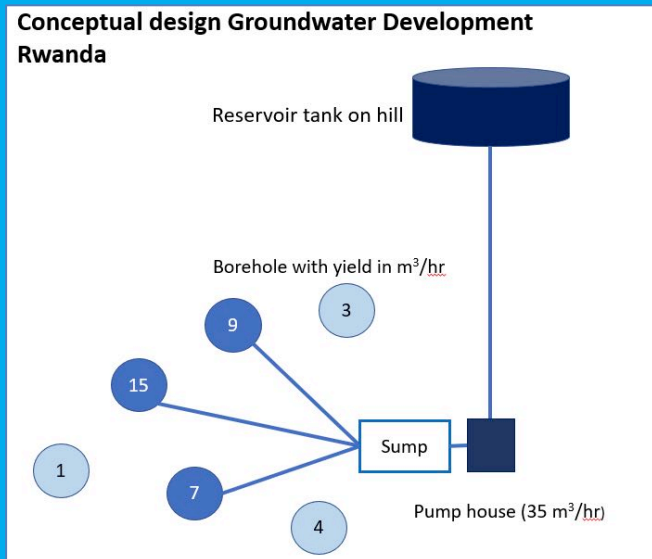 Conceptual design Groundwater Development
Rwanda
Reservoir tank on hill
Borehole with yield in m³/hr
3
9
15
Sump
1
7
4
Pump house (35 m³/hr)